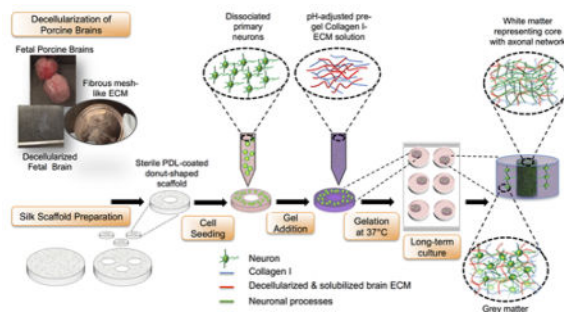 Decellularization of
Porcine Brains
Fetal Porcine Brains
Fibrous mesh-
like ECM
Decellularized
Fetal Brain
Dissociated
primary
neurons
pH-adjusted pre-
gel Collagen I-
ECM solution
White matter
representing core
with axonal network
Sterile PDL-coated
donut-shaped
scaffold
Silk Scaffold Preparation
Cell
Seeding
Gel
Addition
Gelation
at 37°C
Long-term
culture
Neuron
Collagen I
Decellularized & solubilized brain ECM
Neuronal processes
Grey matter